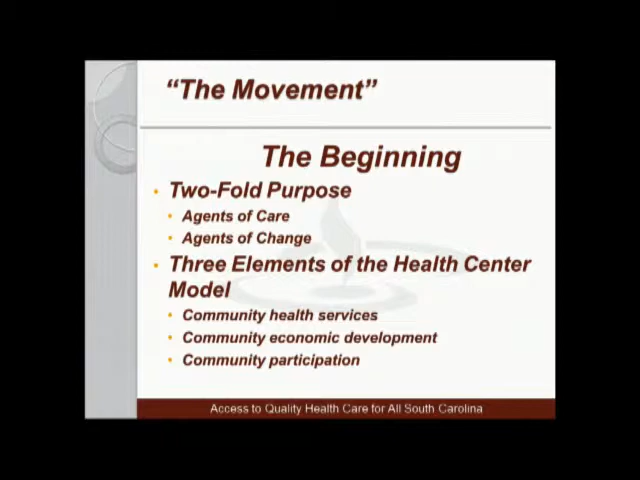 “The Movement”
The Beginning
• Two-Fold Purpose
• Agents of Care
• Agents of Change
• Three Elements of the Health Center
Model
• Community health services
• Community economic development
• Community participation
Access to Quality Health Care for All South Carolina